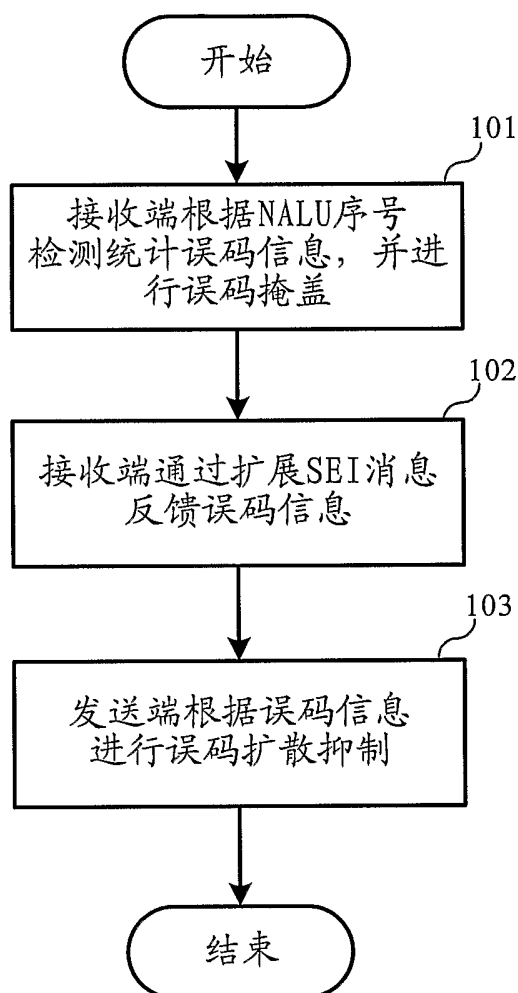 开始
101
接收端根据NALU序号
检测统计误码信息，并进
行误码掩盖
102
接收端通过扩展SEI消息
反馈误码信息
103
发送端根据误码信息
进行误码扩散抑制
结束